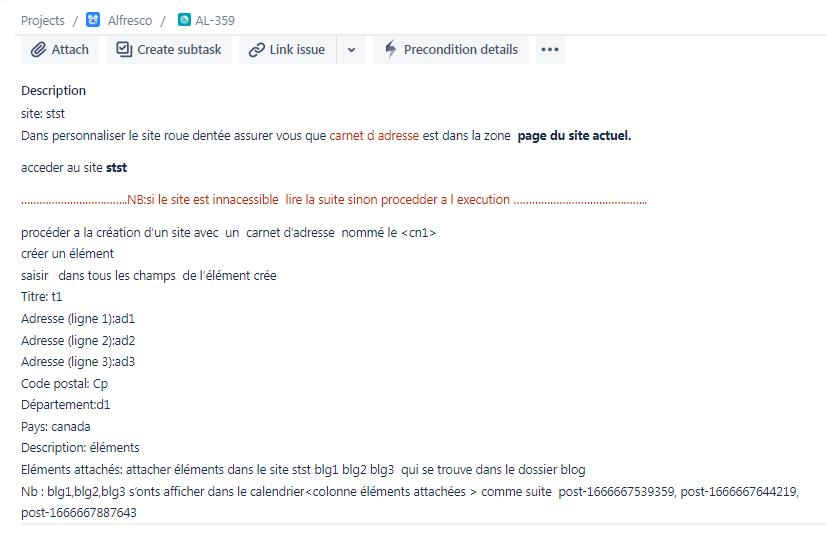 Projects / Alfresco / AL-359
Attach Create subtask Link issue Precondition details •••
Description
site: stst
Dans personnaliser le site roue dentée assurer vous que carnet d adresse est dans la zone page du site actuel.
acceder au site stst
...................................NB:si le site est innacessible lire la suite sinon procedder a l execution ............................................
procéder a la création d’un site avec un carnet d’adresse nommé le <cn1>
créer un élément
saisir dans tous les champs de l’élément crée
Titre: t1
Adresse (ligne 1):ad1
Adresse (ligne 2):ad2
Adresse (ligne 3):ad3
Code postal: Cp
Département:d1
Pays: canada
Description: éléments
Eléments attachés: attacher éléments dans le site stst blg1 blg2 blg3 qui se trouve dans le dossier blog
Nb : blg1,blg2,blg3 s’onts afficher dans le calendrier<colonne éléments attachées > comme suite post-1666667539359, post-1666667644219,
post-1666667887643